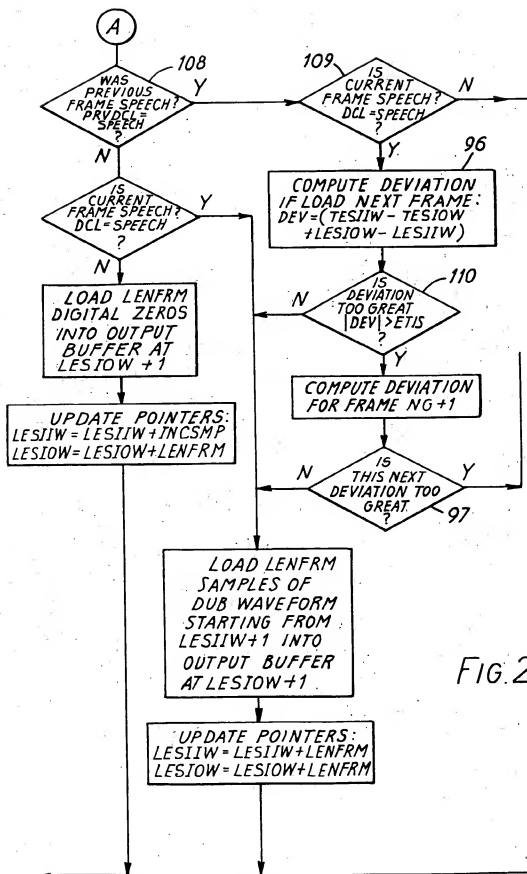 A
108
WAS
PREVIOUS
FRAME SPEECH?
PRVDCL=
SPEECH
?
Y
N
109
IS
CURRENT
FRAME SPEECH?
DCL=SPEECH
?
N
Y
96
COMPUTE DEVIATION
IF LOAD NEXT FRAME:
DEV=(TESIIW-TESIOW
+LESIOW-LESIIW)
IS
CURRENT
FRAME SPEECH?
DCL=SPEECH
?
Y
N
110
IS
DEVIATION
TOO GREAT
|DEV|>ETIS
?
N
Y
LOAD LENFRM
DIGITAL ZEROS
INTO OUTPUT
BUFFER AT
LESIOW+1
COMPUTE DEVIATION
FOR FRAME NG+1
UPDATE POINTERS:
LESIIW=LESIIW+INCSMP
LESIOW=LESIOW+LENFRM
IS
THIS NEXT
DEVIATION TOO
GREAT
?
N
Y
97
LOAD LENFRM
SAMPLES OF
DUB WAVEFORM
STARTING FROM
LESIIW+1 INTO
OUTPUT BUFFER
AT LESIOW+1
FIG.2
UPDATE POINTERS:
LESIIW=LESIIW+LENFRM
LESIOW=LESIOW+LENFRM